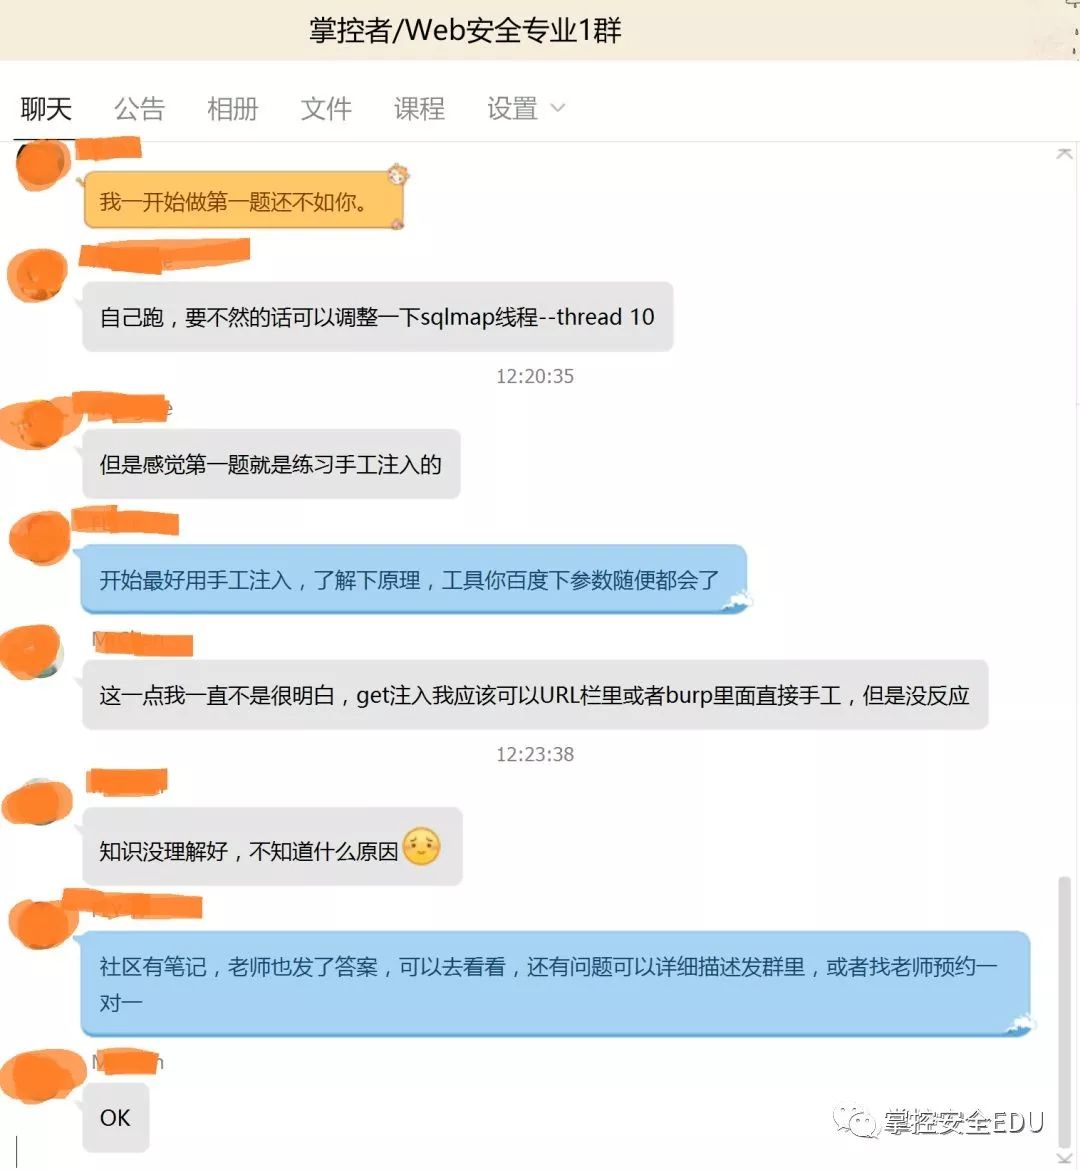 掌控者/Web安全专业1群
聊天 公告 相册 文件 课程 设置
我一开始做第一题还不如你。
自己跑，要不然的话可以调整一下sqlmap线程--thread 10
12:20:35
但是感觉第一题就是练习手工注入的
开始最好用手工注入，了解下原理，工具你百度下参数随便都会了
这一点我一直不是很明白，get注入我应该可以URL栏里或者burp里面直接手工，但是没反应
12:23:38
知识没理解好，不知道什么原因
社区有笔记，老师也发了答案，可以去看看，还有问题可以详细描述发群里，或者找老师预约一
对一
OK
掌控安全EDU